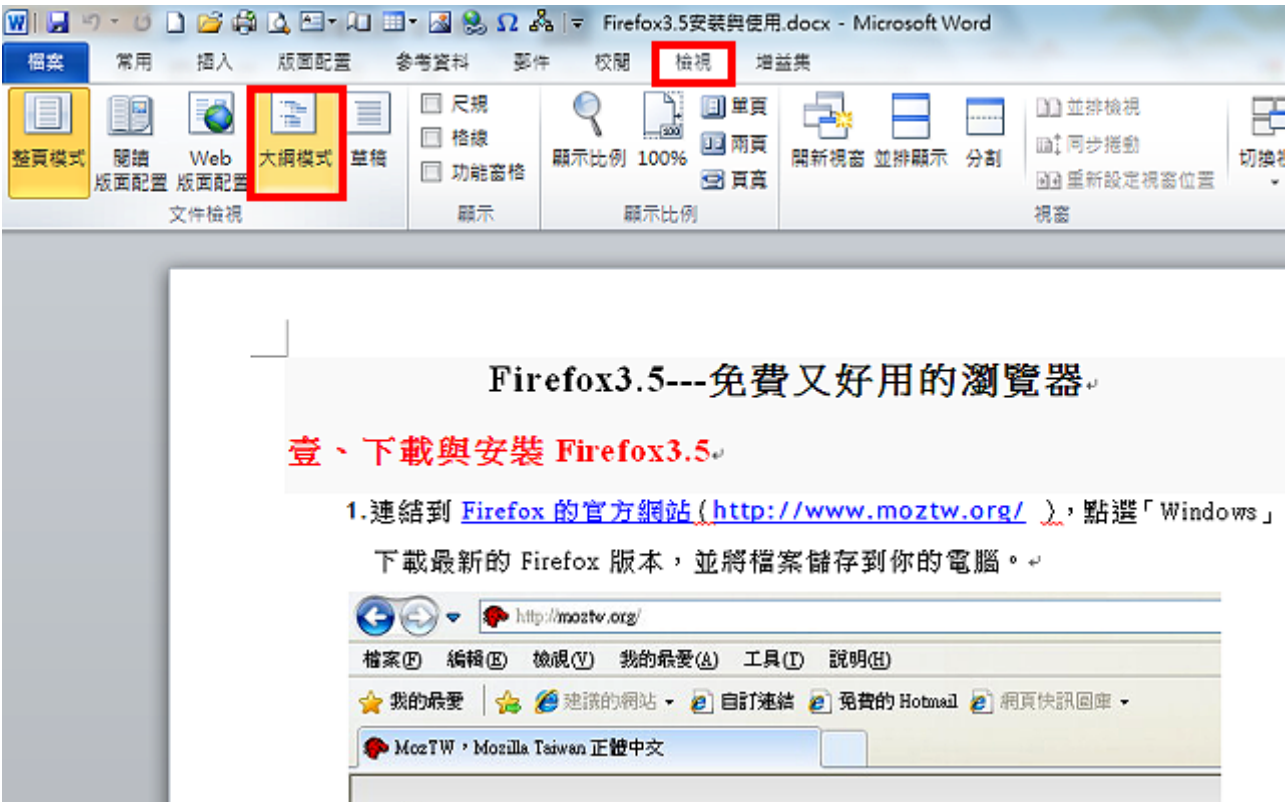 Firefox3.5安裝與使用.docx - Microsoft Word
檔案 常用 插入 版面配置 參考資料 郵件 校閱 檢視 增益集
整頁模式 閱讀版面配置 Web版面配置 大綱模式 草稿
尺規
格線
功能窗格
顯示比例 100%
單頁
兩頁
頁寬
開新視窗 並排顯示 分割
並排檢視
同步捲動
重新設定視窗位置
切換視
文件檢視 顯示 顯示比例 視窗
Firefox3.5---免費又好用的瀏覽器
壹、下載與安裝 Firefox3.5
1.連結到 Firefox 的官方網站(http://www.moztw.org/ ),點選「Windows」
下載最新的 Firefox 版本,並將檔案儲存到你的電腦。
http://moztw.org/
檔案(F) 編輯(E) 檢視(V) 我的最愛(A) 工具(T) 說明(H)
我的最愛 建議的網站 自訂連結 免費的 Hotmail 網頁快訊圖庫
MozTW,Mozilla Taiwan 正體中文